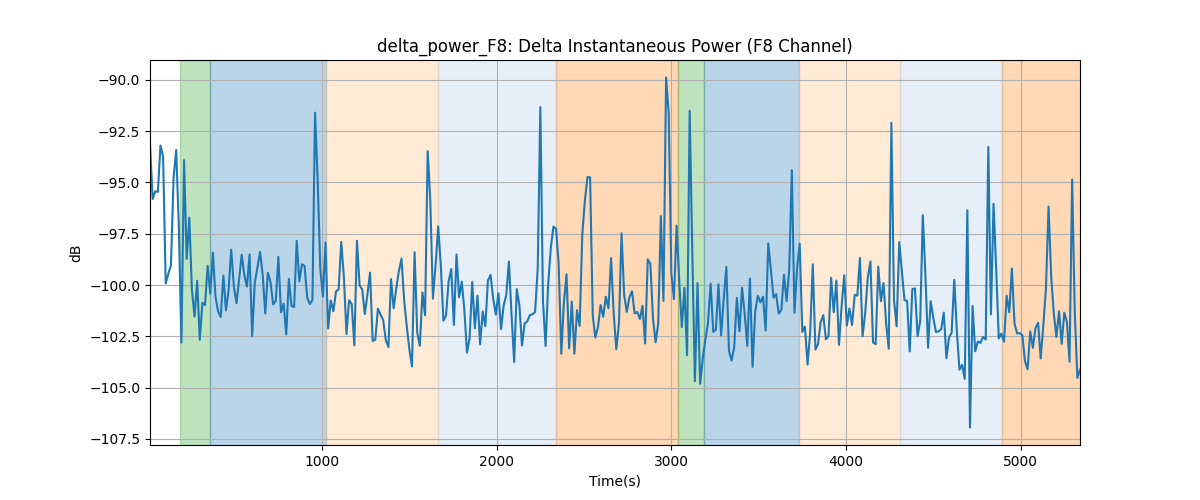 delta_power_F8: Delta Instantaneous Power (F8 Channel)
−90.0
−92.5
−95.0
−97.5
−100.0
−102.5
−105.0
−107.5
dB
1000 2000 3000 4000 5000
Time(s)